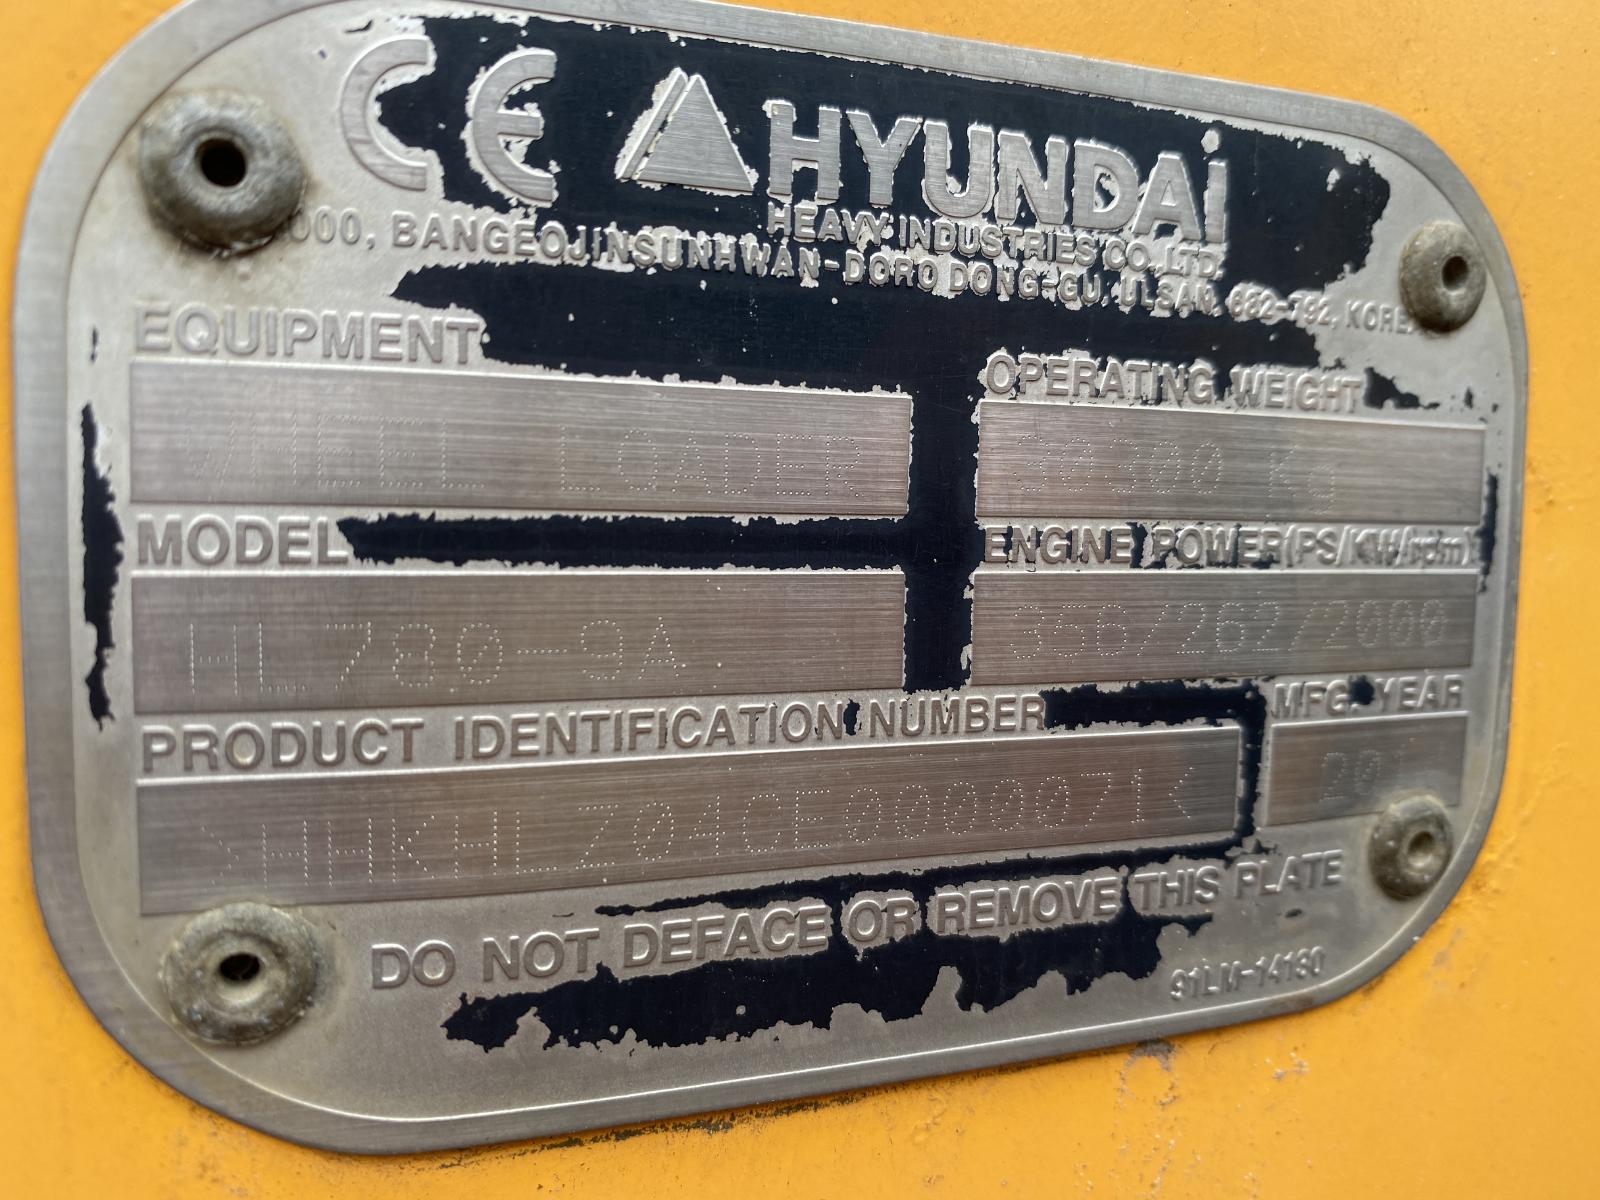 CE HYUNDAI
HEAVY INDUSTRIES CO., LTD.
1000, BANGEOJINSUNHWAN-DORO DONG-GU, ULSAN, 682-792, KOREA
EQUIPMENT
OPERATING WEIGHT
WHEEL LOADER
30300 Kg
MODEL
ENGINE POWER(PS/KW/rpm)
HL780-9A
356/262/2000
PRODUCT IDENTIFICATION NUMBER
MFG. YEAR
*HHKHLZ04CE0000071*
DO NOT DEFACE OR REMOVE THIS PLATE
91LM-14130